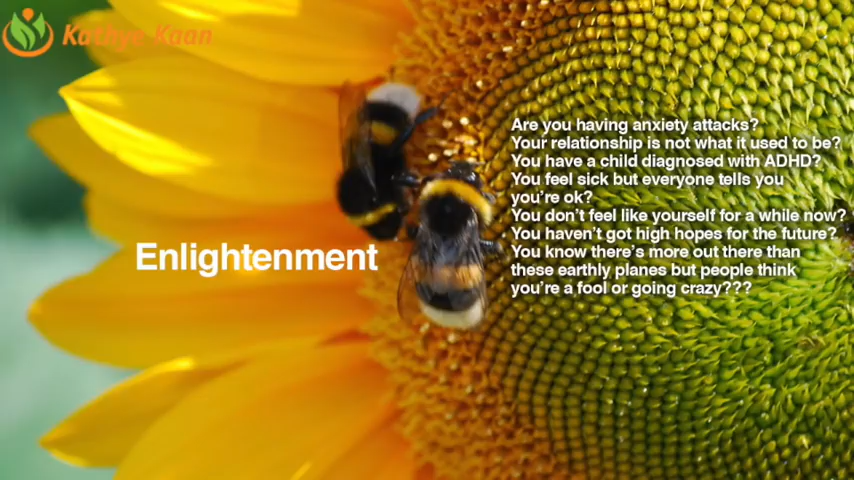 Kathye Kaan
Enlightenment
Are you having anxiety attacks?
Your relationship is not what it used to be?
You have a child diagnosed with ADHD?
You feel sick but everyone tells you
you're ok?
You don't feel like yourself for a while now?
You haven't got high hopes for the future?
You know there's more out there than
these earthly planes but people think
you're a fool or going crazy???